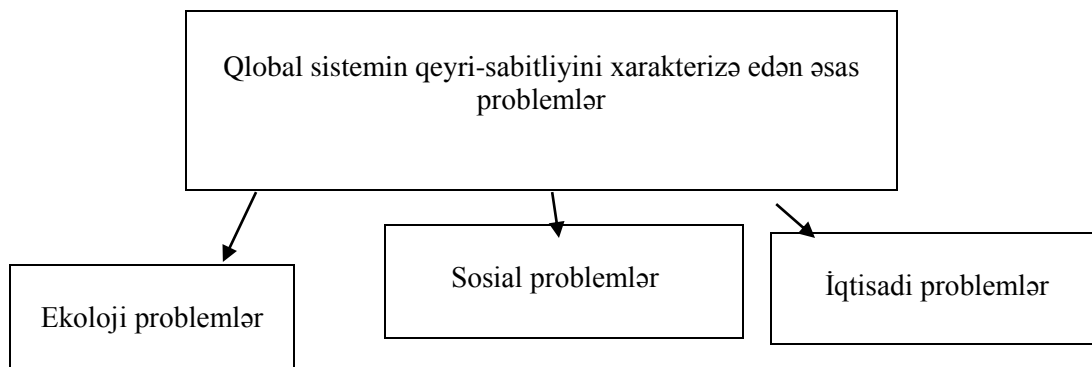 Qlobal sistemin qeyri-sabitliyini xarakterizə edən əsas
problemlər
Ekoloji problemlər
Sosial problemlər
İqtisadi problemlər